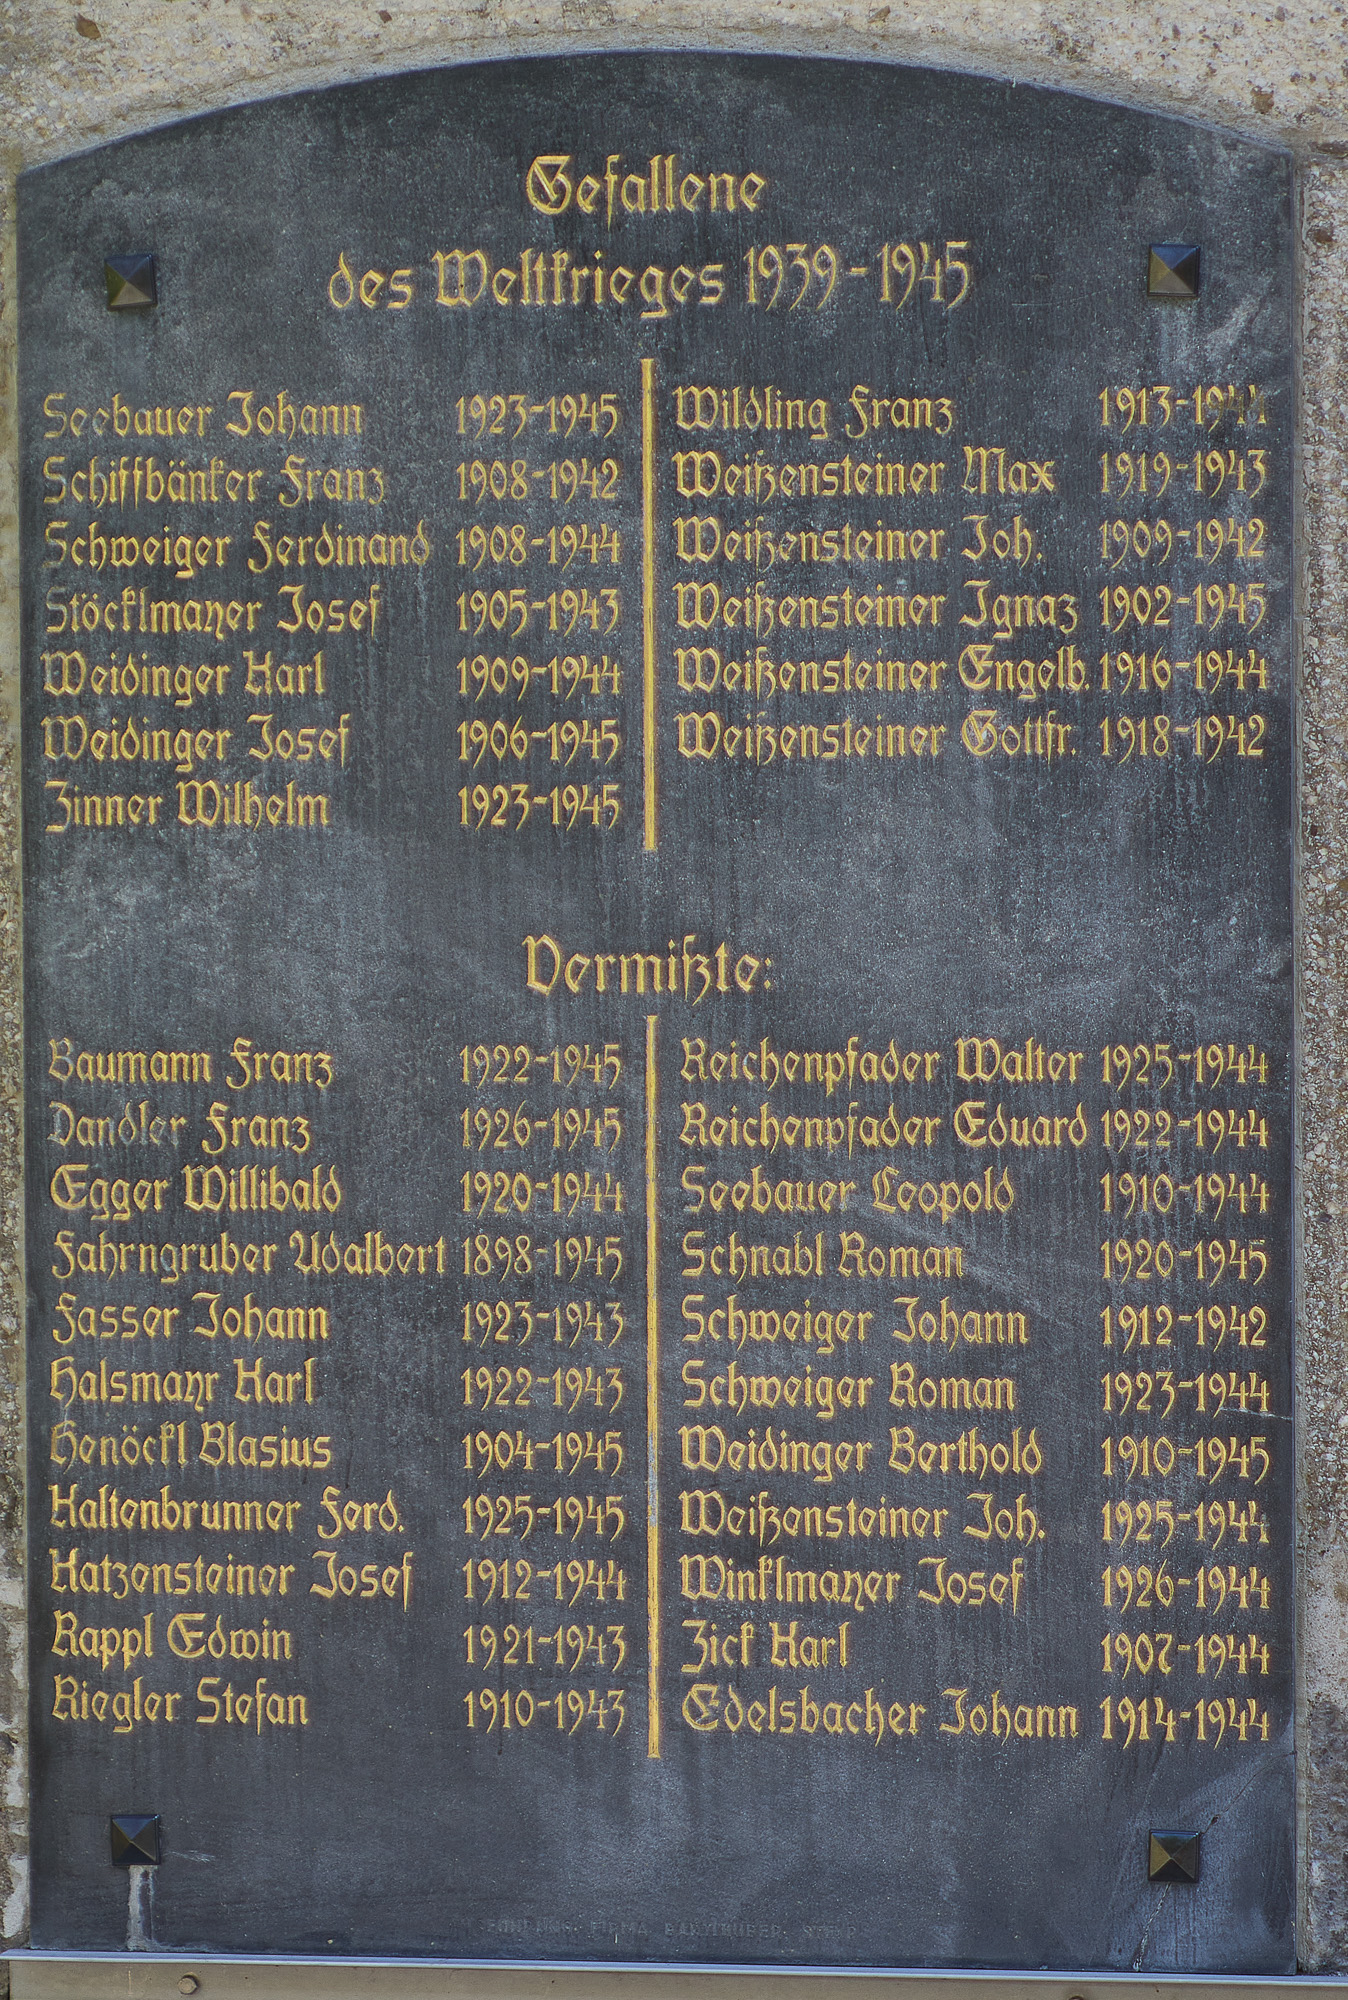 Gefallene
des Weltkrieges 1939-1945
Seebauer Johann 1923-1945
Schiffbänker Franz 1908-1942
Schweiger Ferdinand 1908-1944
Stöcklmayer Josef 1905-1943
Weidinger Karl 1909-1944
Weidinger Josef 1906-1945
Zinner Wilhelm 1923-1945
Wildling Franz 1913-1944
Weißensteiner Max 1919-1943
Weißensteiner Joh. 1909-1942
Weißensteiner Ignaz 1902-1945
Weißensteiner Engelb. 1916-1944
Weißensteiner Gottfr. 1918-1942
Vermißte:
Baumann Franz 1922-1945
Dandler Franz 1926-1945
Egger Willibald 1920-1944
Fahrngruber Adalbert 1898-1945
Fasser Johann 1923-1943
Halsmayr Karl 1922-1943
Henöckl Blasius 1904-1945
Kaltenbrunner Ferd. 1925-1945
Katzensteiner Josef 1912-1944
Rappl Edwin 1921-1943
Riegler Stefan 1910-1943
Reichenpfader Walter 1925-1944
Reichenpfader Eduard 1922-1944
Seebauer Leopold 1910-1944
Schnabl Roman 1920-1945
Schweiger Johann 1912-1942
Schweiger Roman 1923-1944
Weidinger Berthold 1910-1945
Weißensteiner Joh. 1925-1944
Winklmayer Josef 1926-1944
Zick Karl 1907-1944
Edelsbacher Johann 1914-1944
FIRMA